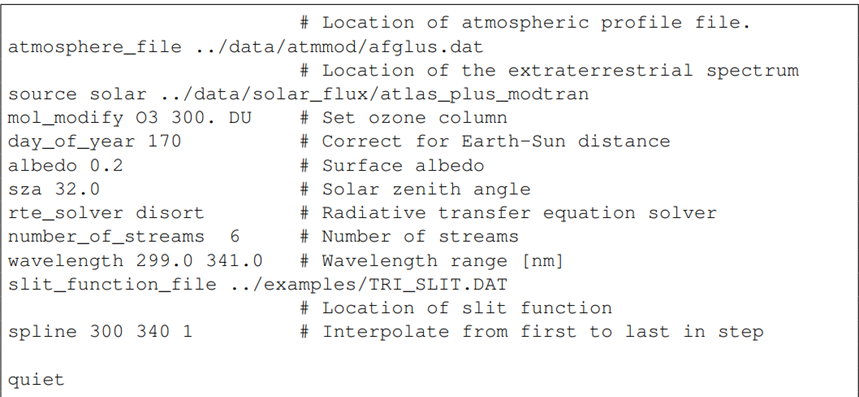 # Location of atmospheric profile file.
atmosphere_file ../data/atmmod/afglus.dat
# Location of the extraterrestrial spectrum
source solar ../data/solar_flux/atlas_plus_modtran
mol_modify O3 300. DU    # Set ozone column
day_of_year 170          # Correct for Earth-Sun distance
albedo 0.2               # Surface albedo
sza 32.0                 # Solar zenith angle
rte_solver disort        # Radiative transfer equation solver
number_of_streams  6     # Number of streams
wavelength 299.0 341.0   # Wavelength range [nm]
slit_function_file ../examples/TRI_SLIT.DAT
# Location of slit function
spline 300 340 1         # Interpolate from first to last in step
quiet